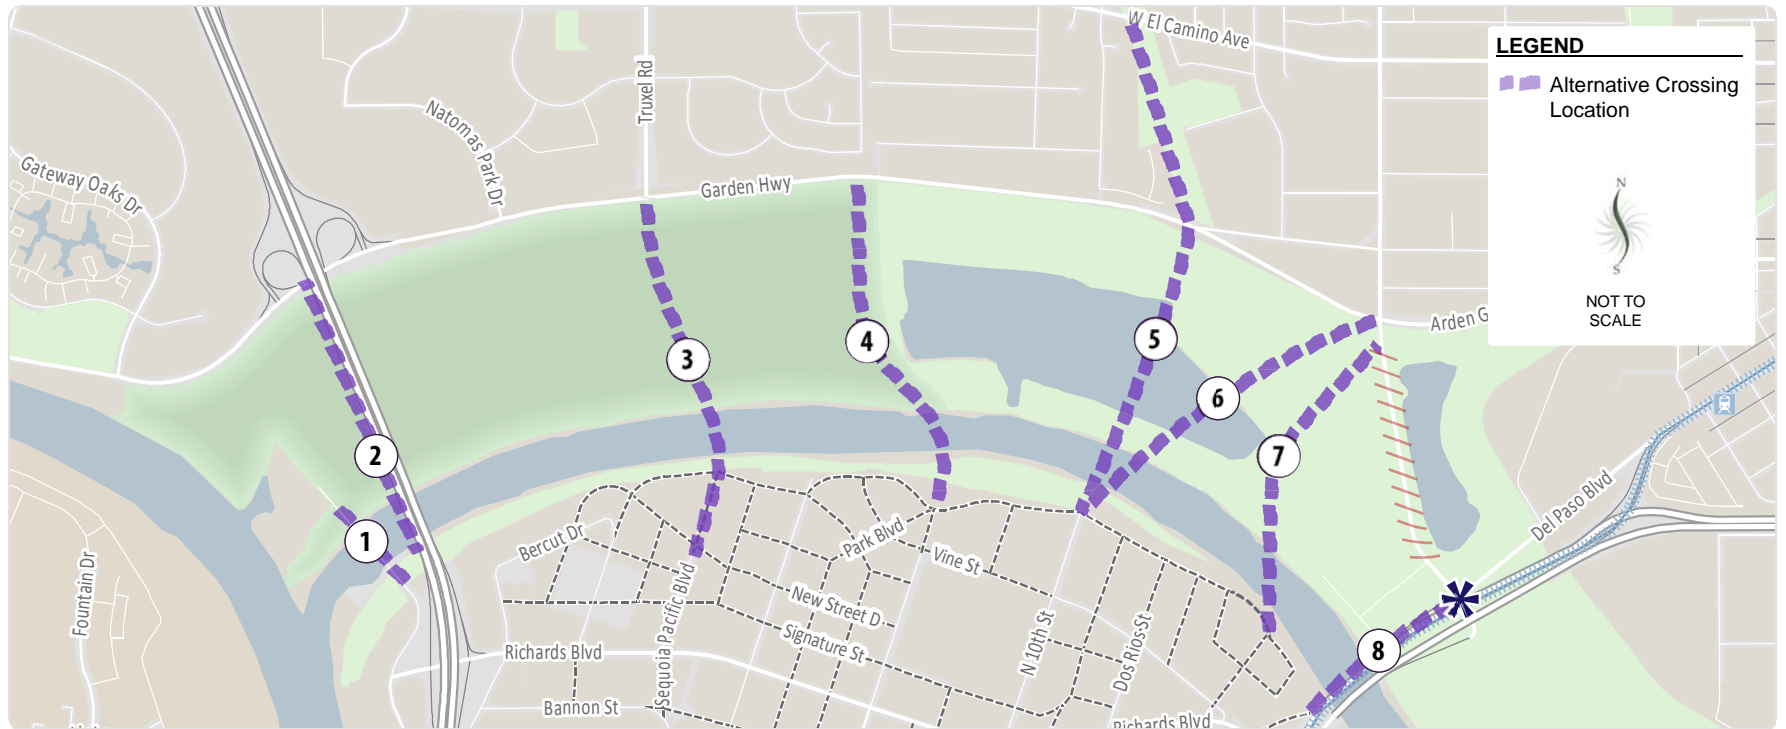 W El Camino Ave
LEGEND
Alternative Crossing
Location
N
S
NOT TO
SCALE
Truxel Rd
Natomas Park Dr
Gateway Oaks Dr
Garden Hwy
Arden G
1
2
3
4
5
6
7
8
Del Paso Blvd
Bercut Dr
Park Blvd
Vine St
New Street D
Signature St
Sequoia Pacific Blvd
N 10th St
Dos Rios St
Richards Blvd
Bannon St
Richards Blvd
Fountain Dr